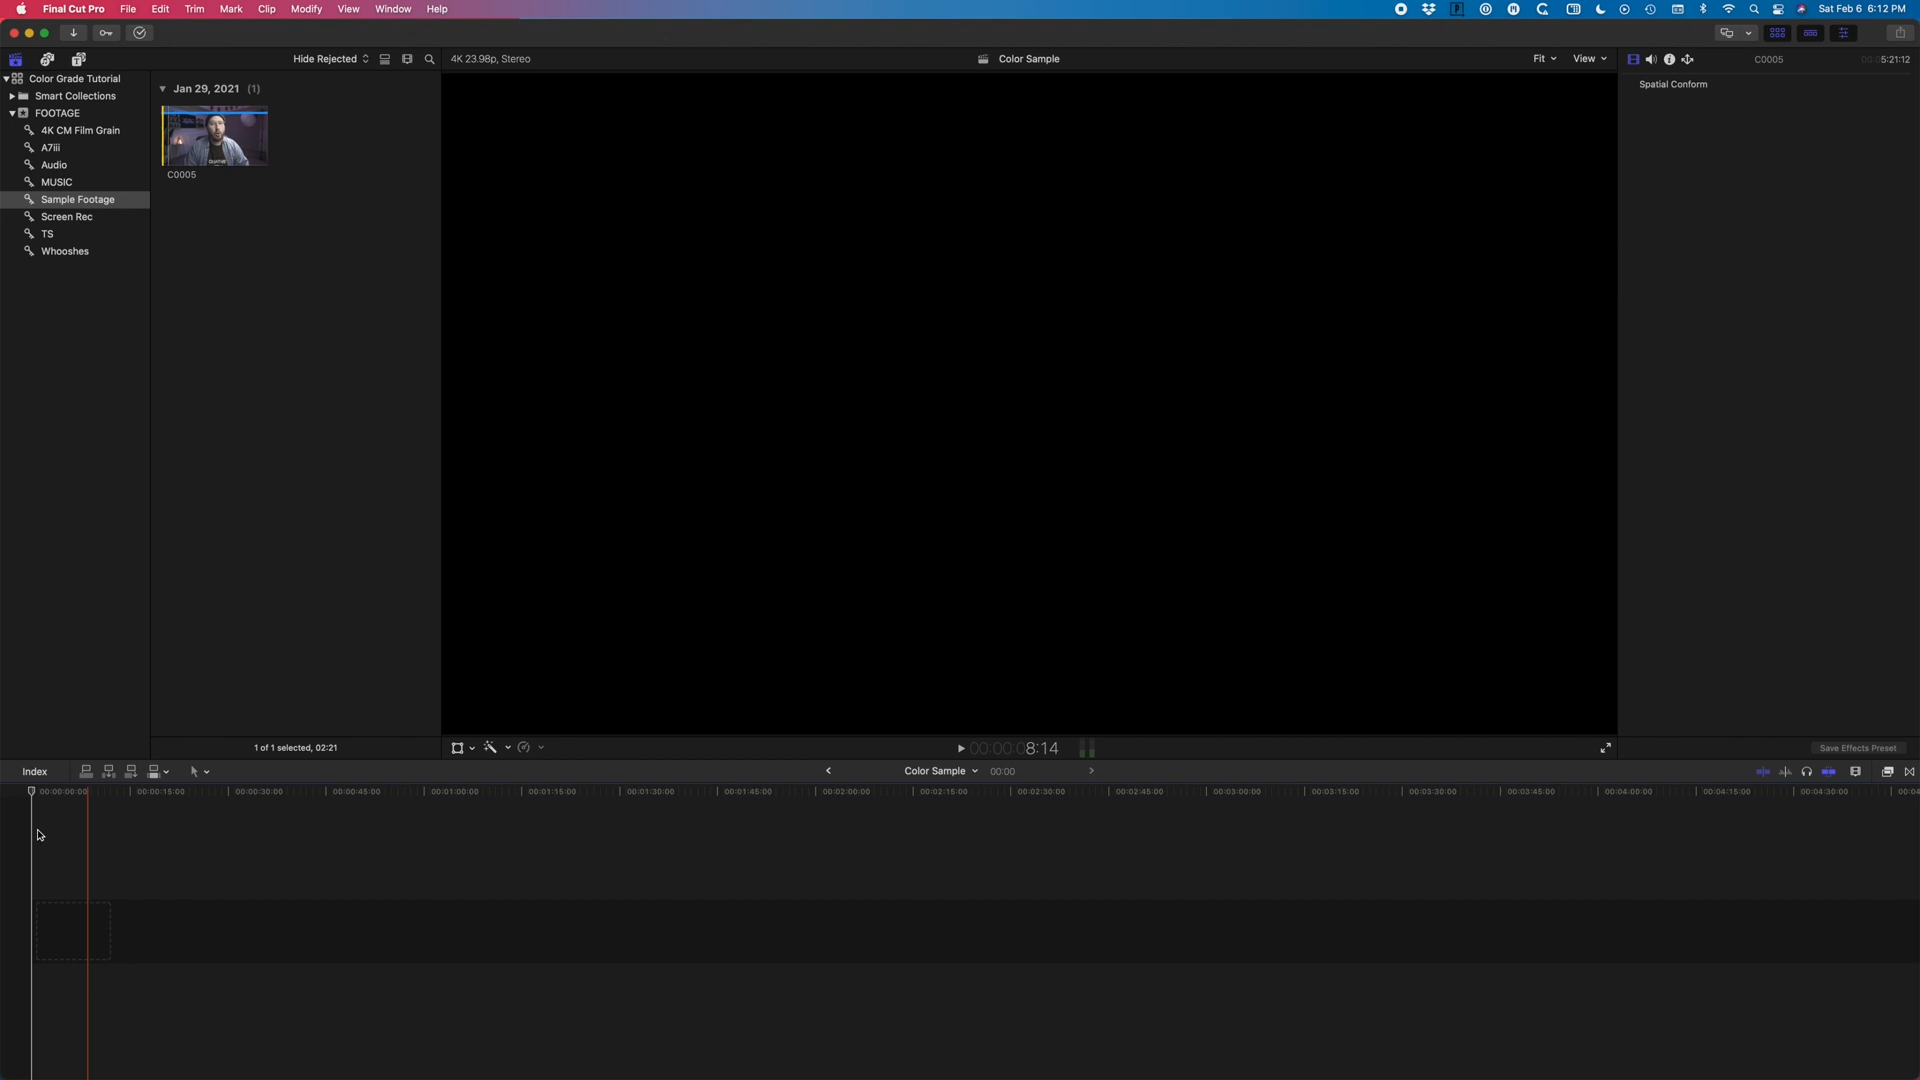 Final Cut Pro File Edit Trim Mark Clip Modify View Window Help Sat Feb 6 6:12 PM
Hide Rejected 4K 23.98p, Stereo Color Sample Fit View C0005 00:00:05:21:12
Color Grade Tutorial
Smart Collections
FOOTAGE
4K CM Film Grain
A7iii
Audio
MUSIC
Sample Footage
Screen Rec
TS
Whooshes
Jan 29, 2021 (1)
C0005
Spatial Conform
1 of 1 selected, 02:21 00:00:08:14 Save Effects Preset
Index Color Sample 00:00
00:00:00:00 00:00:15:00 00:00:30:00 00:00:45:00 00:01:00:00 00:01:15:00 00:01:30:00 00:01:45:00 00:02:00:00 00:02:15:00 00:02:30:00 00:02:45:00 00:03:00:00 00:03:15:00 00:03:30:00 00:03:45:00 00:04:00:00 00:04:15:00 00:04:30:00